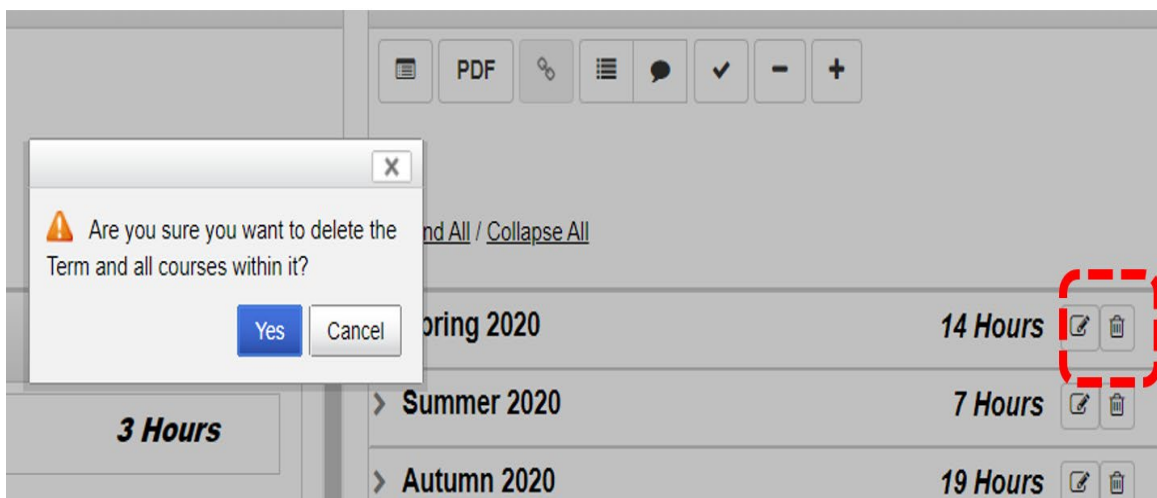 PDF
X
Are you sure you want to delete the
Term and all courses within it?
Yes Cancel
nd All / Collapse All
pring 2020 14 Hours
Summer 2020 7 Hours
3 Hours
Autumn 2020 19 Hours